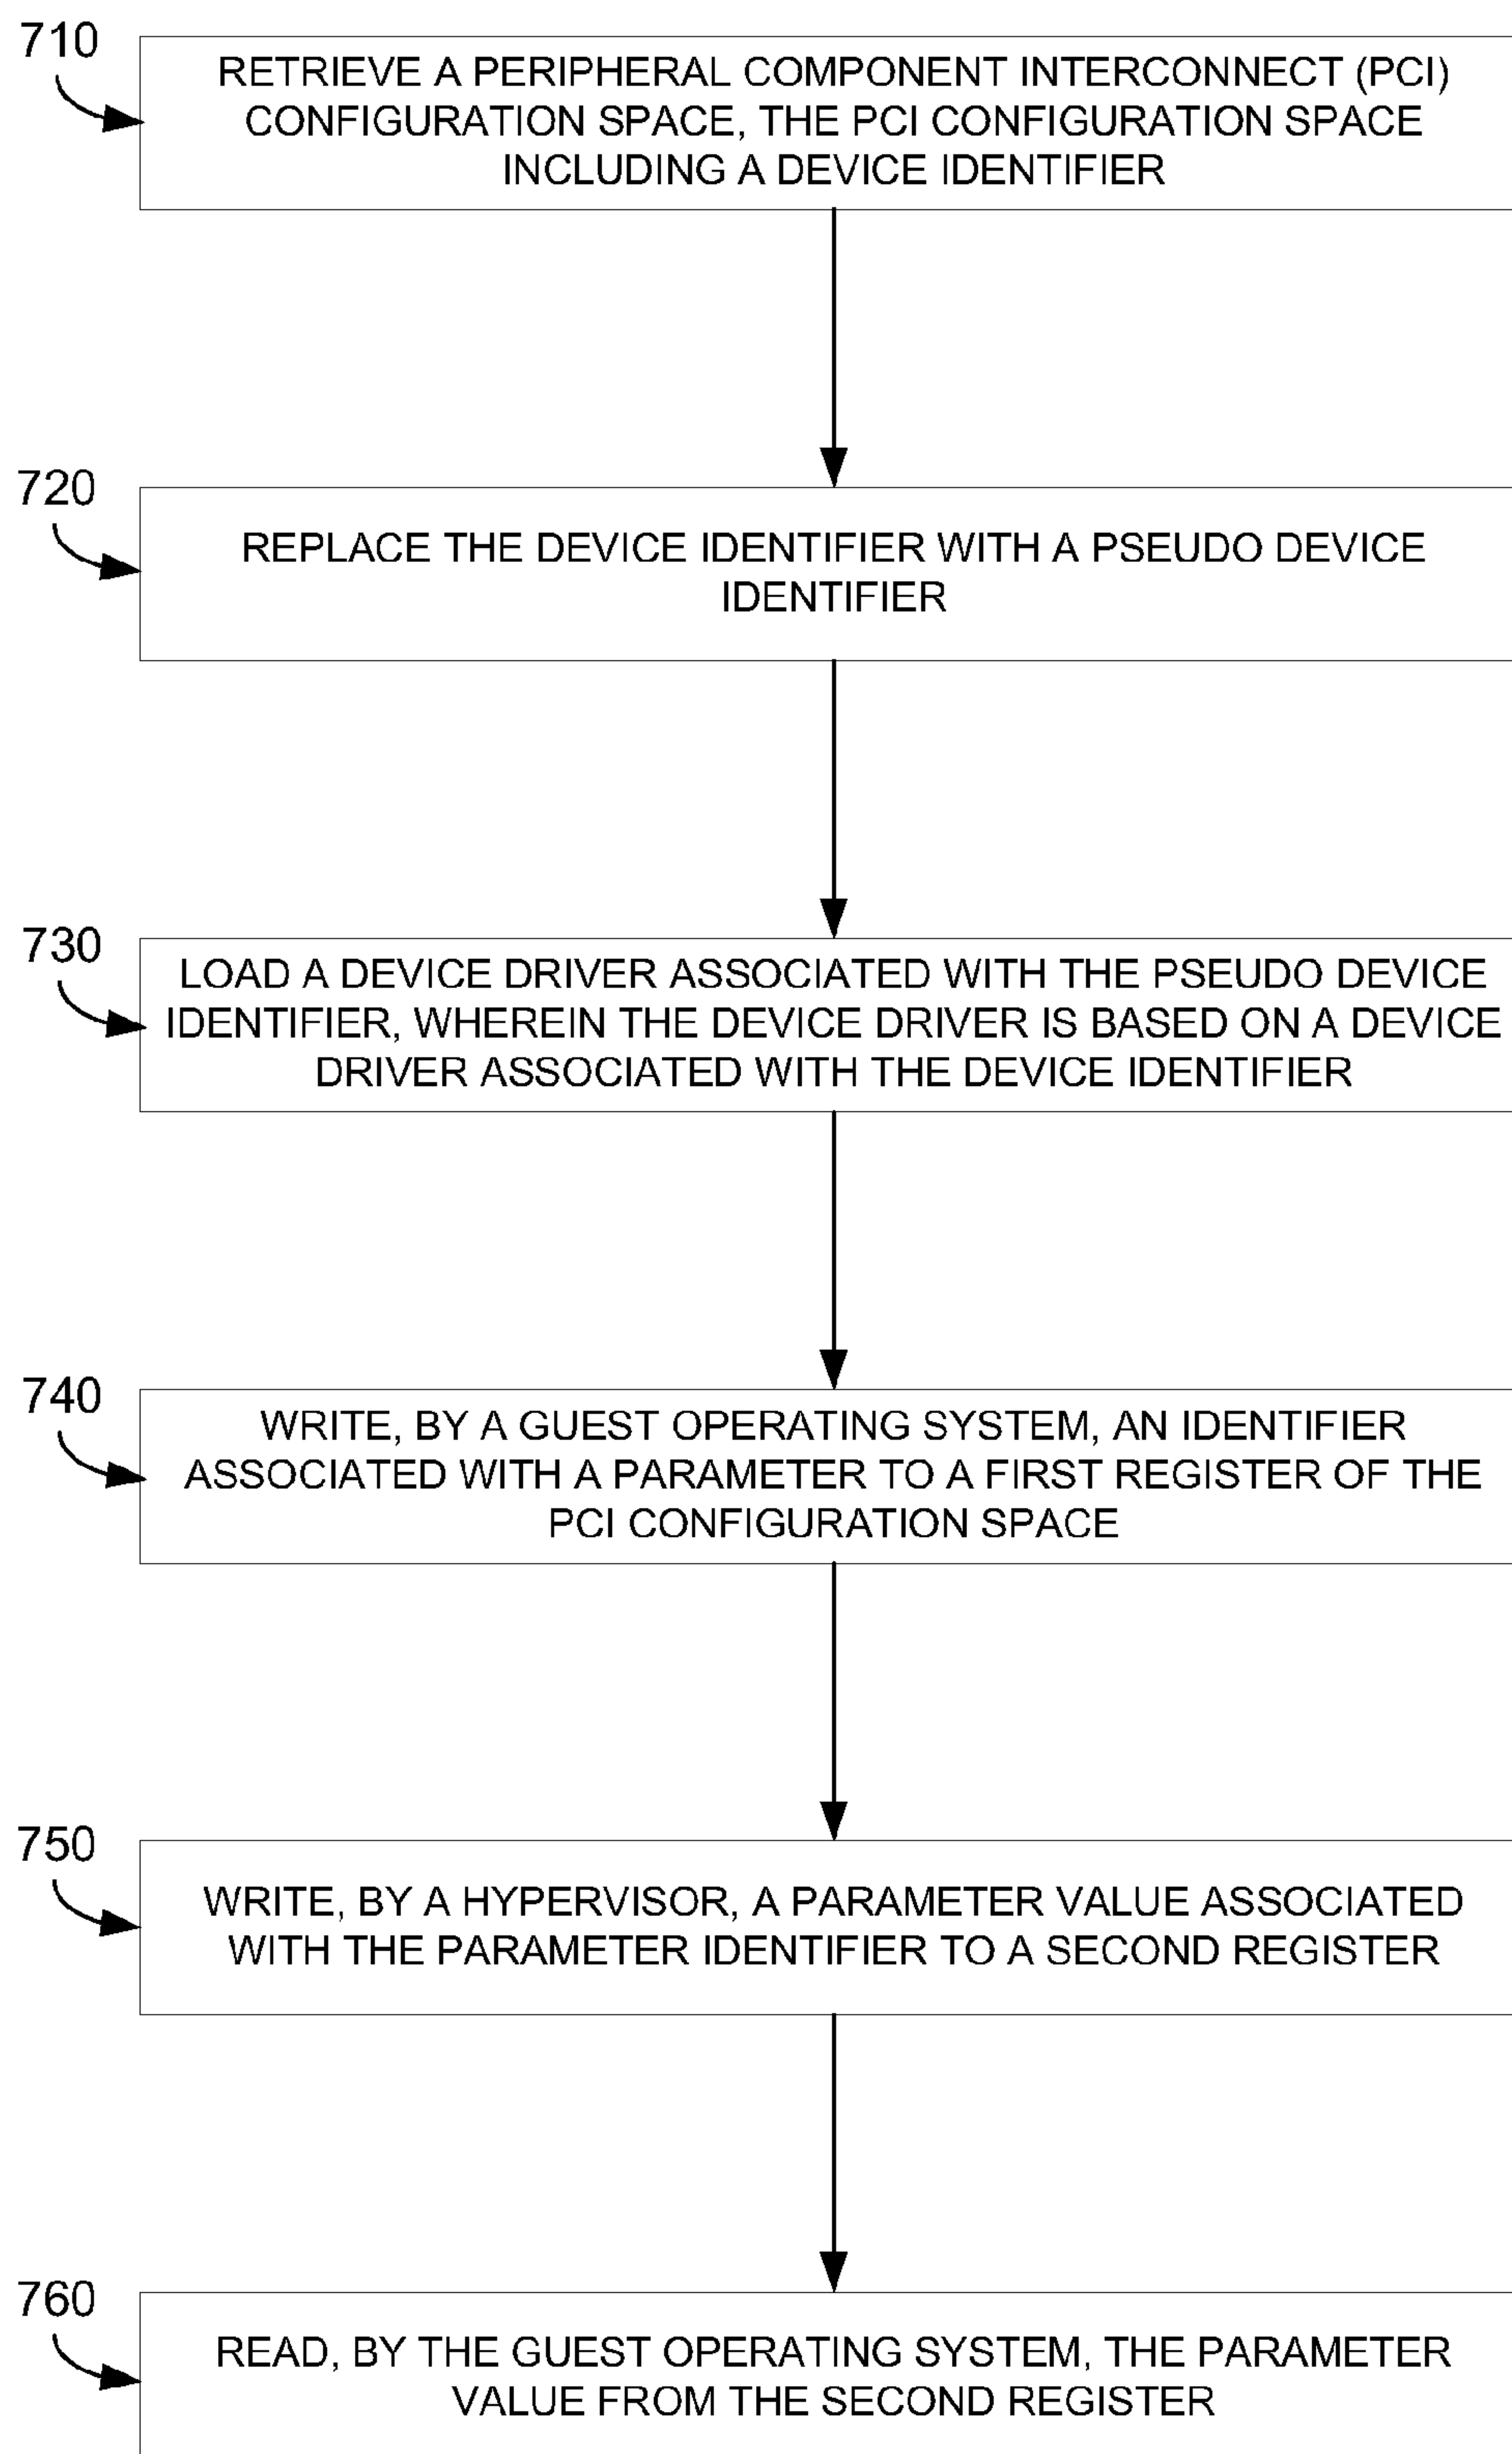 710
RETRIEVE A PERIPHERAL COMPONENT INTERCONNECT (PCI)
CONFIGURATION SPACE, THE PCI CONFIGURATION SPACE
INCLUDING A DEVICE IDENTIFIER
720
REPLACE THE DEVICE IDENTIFIER WITH A PSEUDO DEVICE
IDENTIFIER
730
LOAD A DEVICE DRIVER ASSOCIATED WITH THE PSEUDO DEVICE
IDENTIFIER, WHEREIN THE DEVICE DRIVER IS BASED ON A DEVICE
DRIVER ASSOCIATED WITH THE DEVICE IDENTIFIER
740
WRITE, BY A GUEST OPERATING SYSTEM, AN IDENTIFIER
ASSOCIATED WITH A PARAMETER TO A FIRST REGISTER OF THE
PCI CONFIGURATION SPACE
750
WRITE, BY A HYPERVISOR, A PARAMETER VALUE ASSOCIATED
WITH THE PARAMETER IDENTIFIER TO A SECOND REGISTER
760
READ, BY THE GUEST OPERATING SYSTEM, THE PARAMETER
VALUE FROM THE SECOND REGISTER